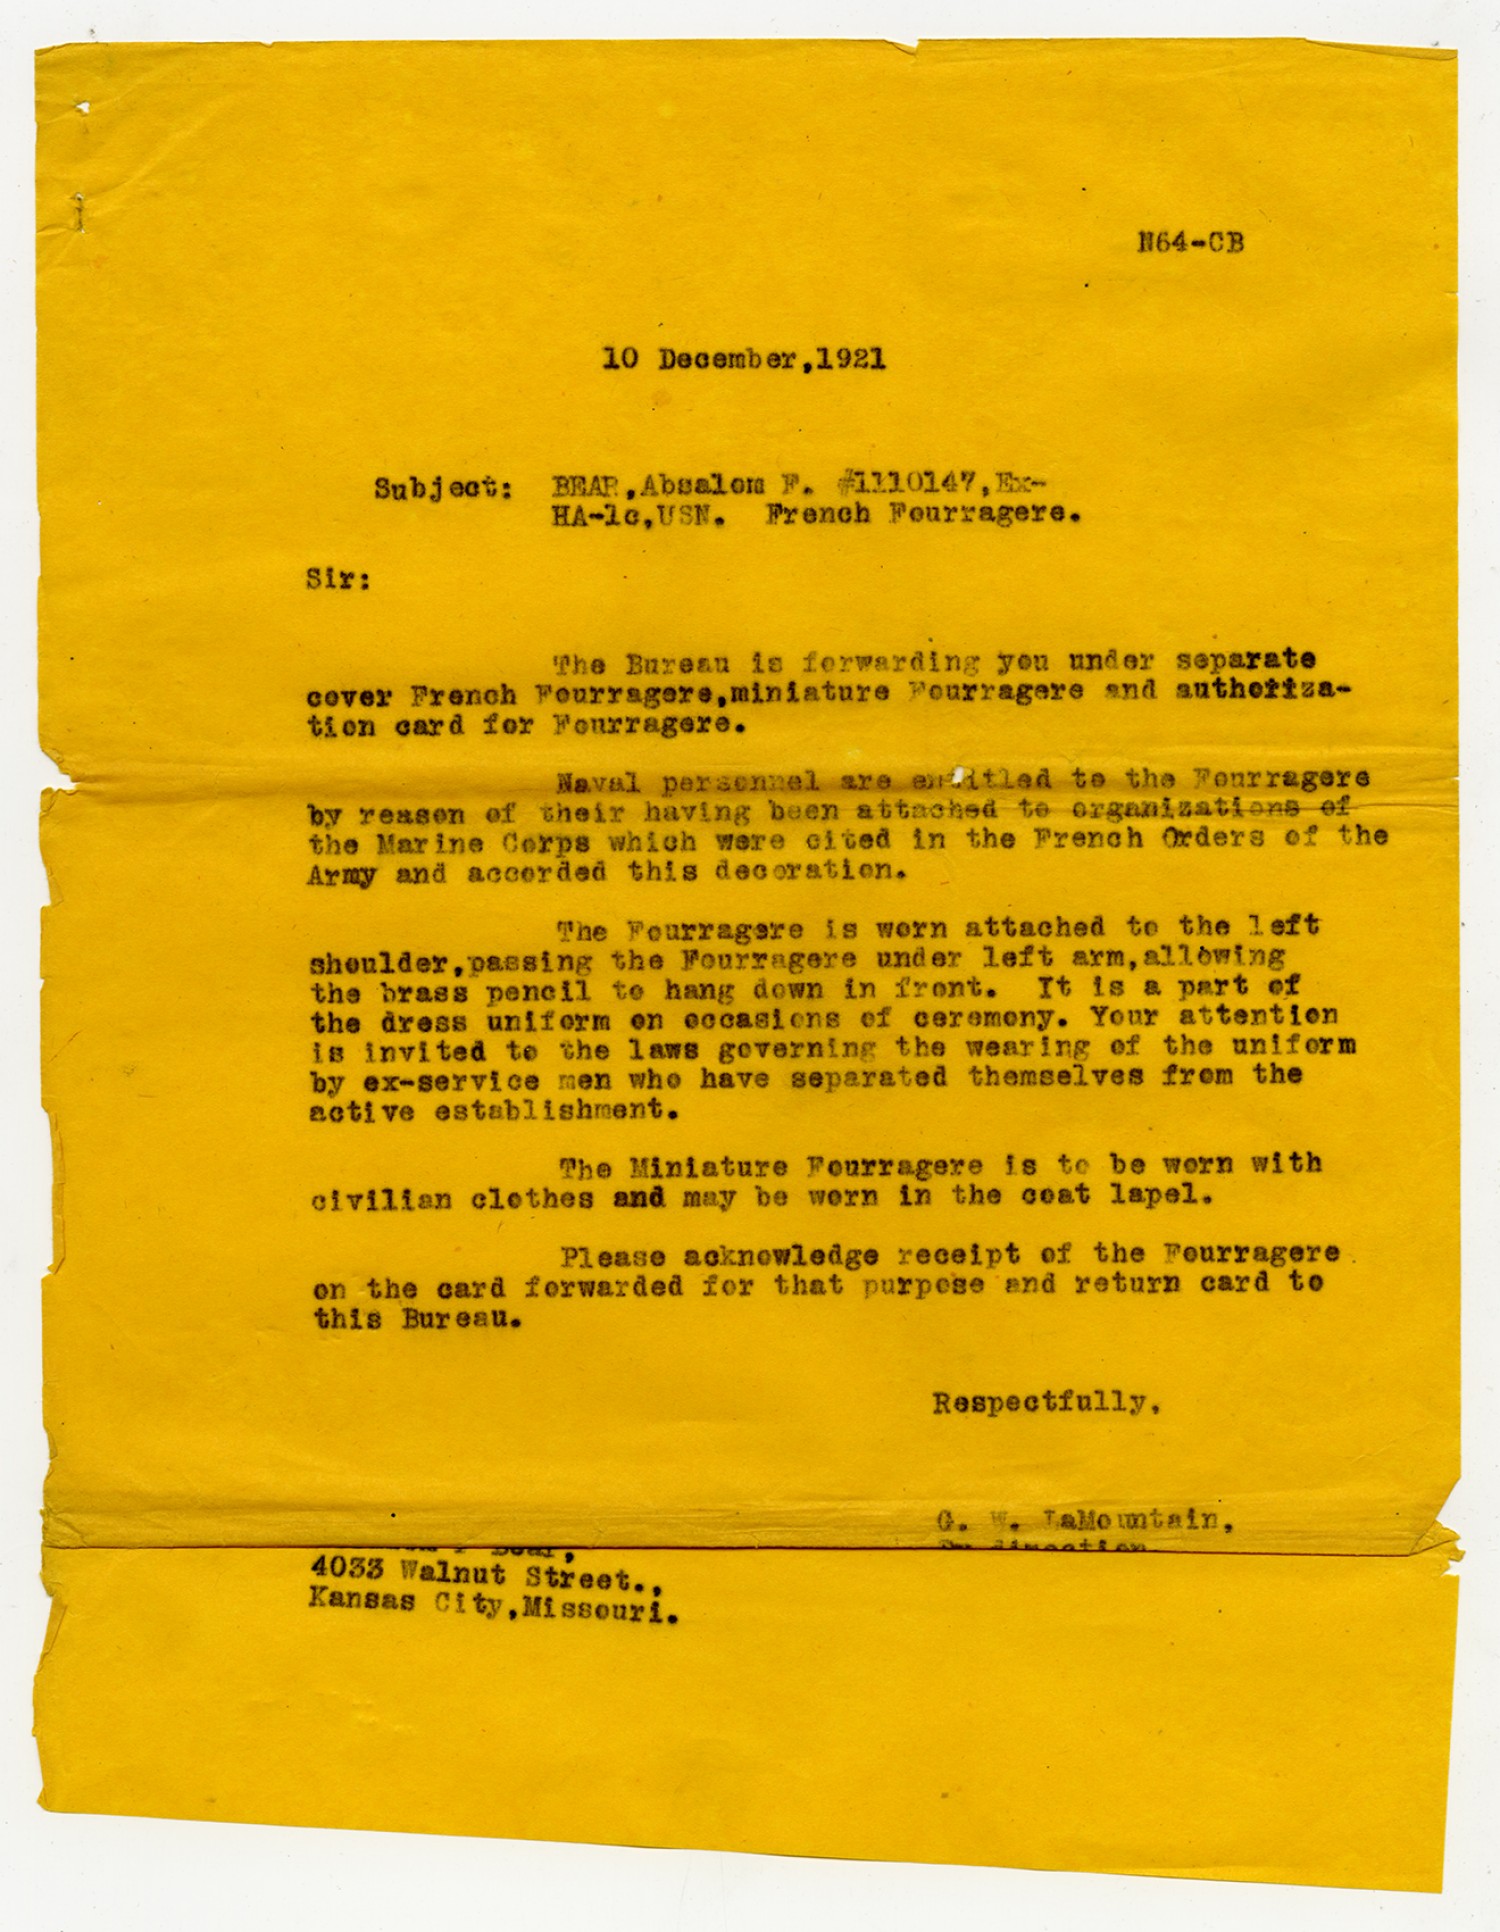 N64-CB
10 December,1921
Subject: BEAR,Absalom F. #1110147,Ex-
HA-1c,USN. French Fourragere.
Sir:
The Bureau is forwarding you under separate
cover French Fourragere,miniature Fourragere and authoriza-
tion card for Fourragere.
Naval personnel are entitled to the Fourragere
by reason of their having been attached to organizations of
the Marine Corps which were cited in the French Orders of the
Army and accorded this decoration.
The Fourragere is worn attached to the left
shoulder,passing the Fourragere under left arm,allowing
the brass pencil to hang down in front. It is a part of
the dress uniform on occasions of ceremony. Your attention
is invited to the laws governing the wearing of the uniform
by ex-service men who have separated themselves from the
active establishment.
The Miniature Fourragere is to be worn with
civilian clothes and may be worn in the coat lapel.
Please acknowledge receipt of the Fourragere
on the card forwarded for that purpose and return card to
this Bureau.
Respectfully,
G. W. LaMountain,
By direction.
F Bear,
4033 Walnut Street.,
Kansas City,Missouri.